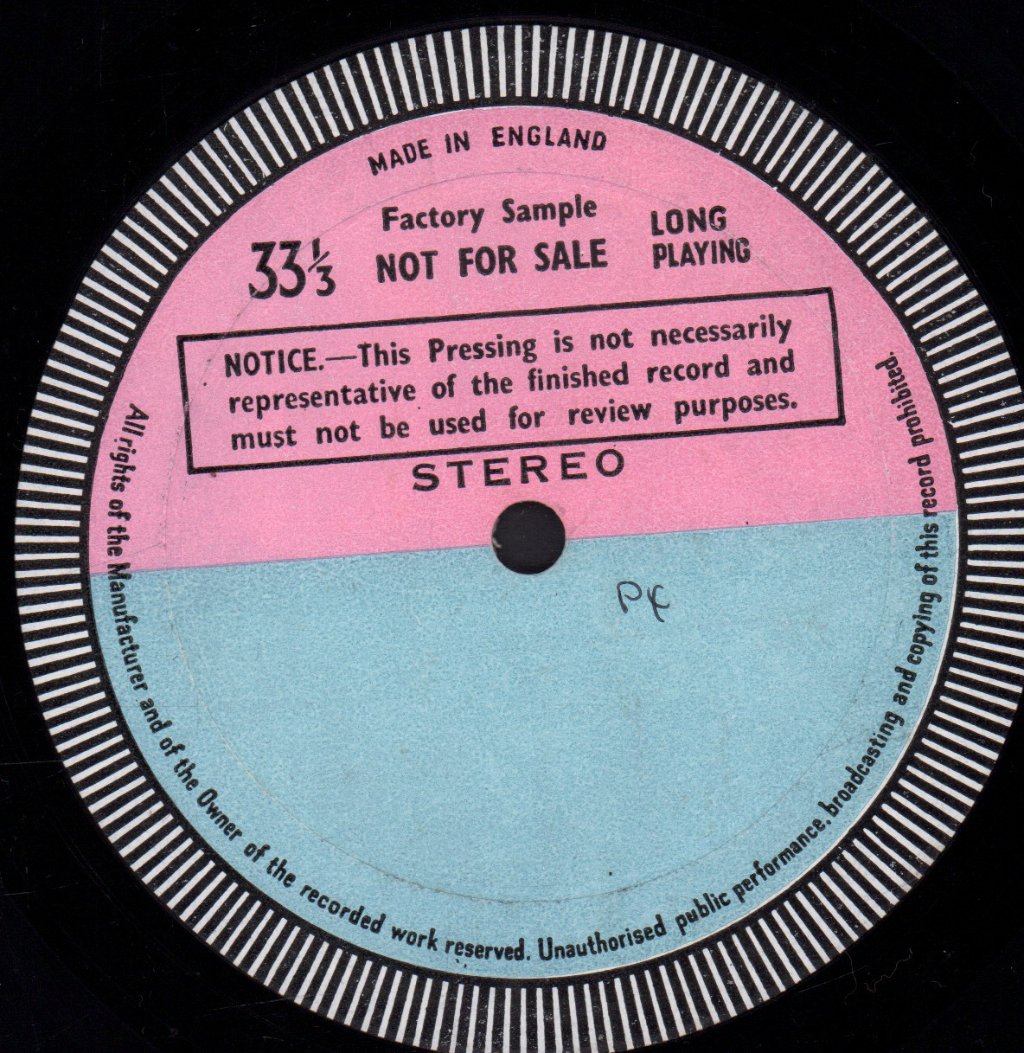 MADE IN ENGLAND
Factory Sample
NOT FOR SALE
33⅓
LONG
PLAYING
NOTICE.—This Pressing is not necessarily
representative of the finished record and
must not be used for review purposes.
STEREO
All rights of the Manufacturer and of the Owner of the recorded work reserved. Unauthorised public performance, broadcasting and copying of this record prohibited.